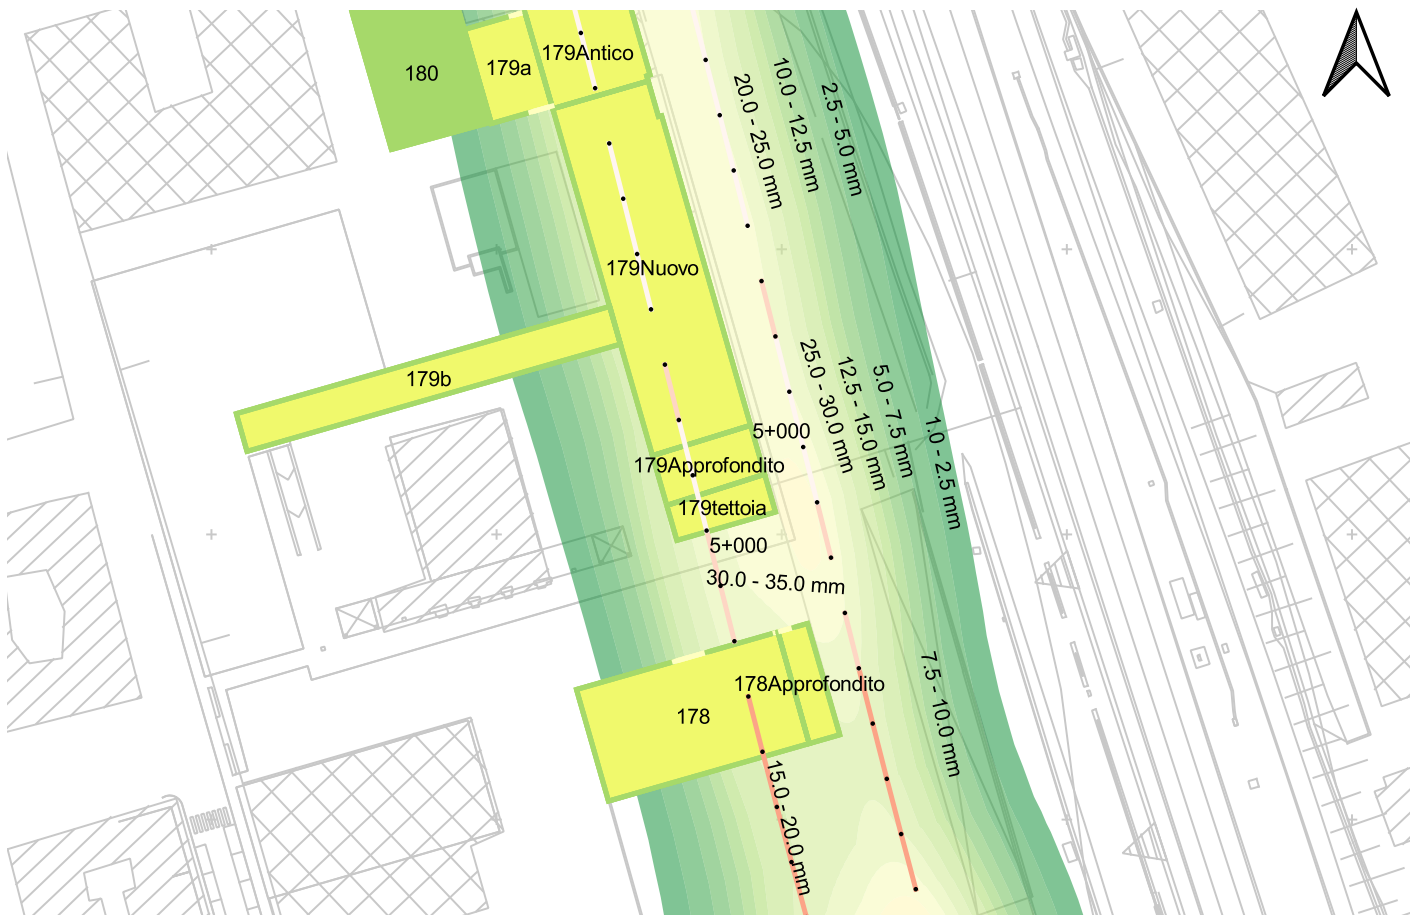 180
179a
179Antico
20.0 - 25.0 mm
10.0 - 12.5 mm
2.5 - 5.0 mm
179Nuovo
179b
25.0 - 30.0 mm
12.5 - 15.0 mm
5.0 - 7.5 mm
1.0 - 2.5 mm
5+000
179Approfondito
179tettoia
5+000
30.0 - 35.0 mm
178Approfondito
178
7.5 - 10.0 mm
15.0 - 20.0 mm